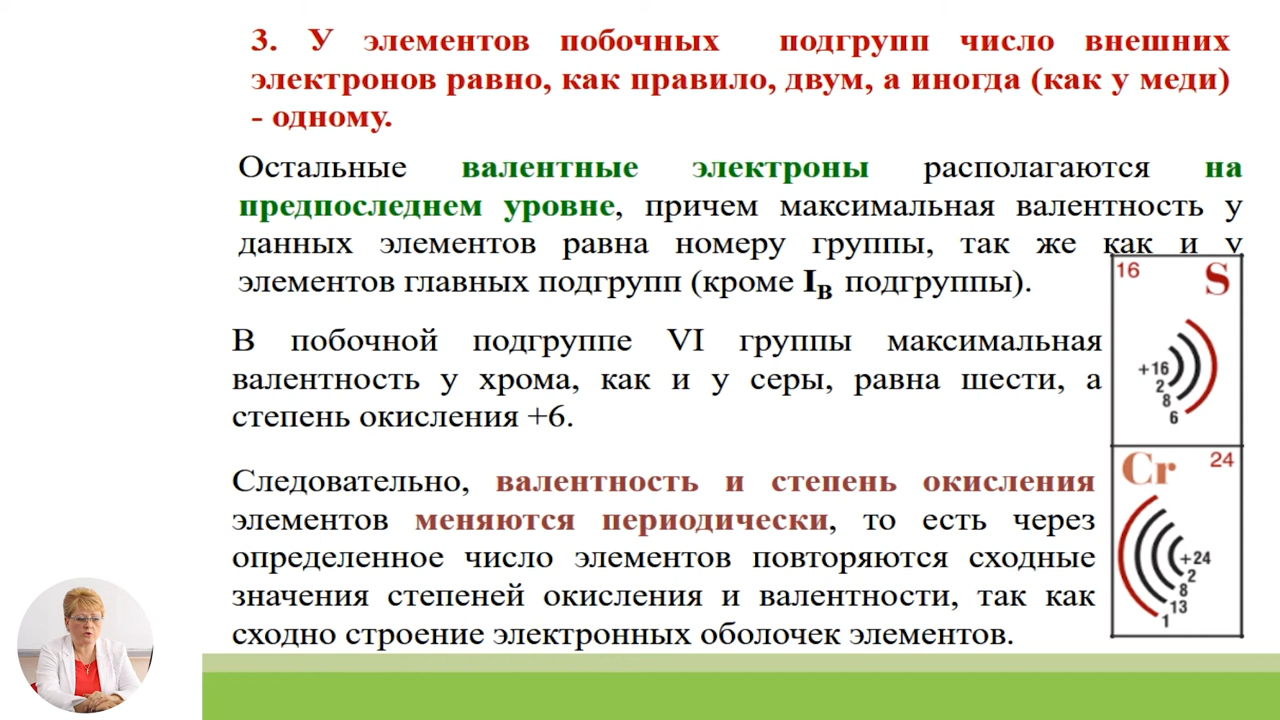 3. У элементов побочных подгрупп число внешних
электронов равно, как правило, двум, а иногда (как у меди)
- одному.
Остальные валентные электроны располагаются на
предпоследнем уровне, причем максимальная валентность у
данных элементов равна номеру группы, так же как и у
элементов главных подгрупп (кроме IВ подгруппы).
В побочной подгруппе VI группы максимальная
валентность у хрома, как и у серы, равна шести, а
степень окисления +6.
Следовательно, валентность и степень окисления
элементов меняются периодически, то есть через
определенное число элементов повторяются сходные
значения степеней окисления и валентности, так как
сходно строение электронных оболочек элементов.
16 S
+16
2
8
6
Cr 24
+24
2
8
13
1